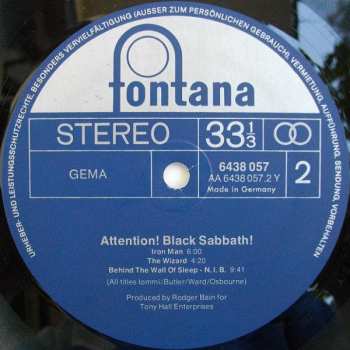 URHEBER- UND LEISTUNGSSCHUTZRECHTE, BESONDERS VERVIELFÄLTIGUNG (AUSSER ZUM PERSÖNLICHEN GEBRAUCH), VERMIETUNG, AUFFÜHRUNG, SENDUNG, VORBEHALTEN
fontana
STEREO 33 1/3
GEMA
6438 057
AA 6438 057.2 Y
Made in Germany
2
Attention! Black Sabbath!
Iron Man 6:00
The Wizard 4:20
Behind The Wall Of Sleep - N. I. B. 9:41
(All titles Iommi/Butler/Ward/Osbourne)
Produced by Rodger Bain for
Tony Hall Enterprises